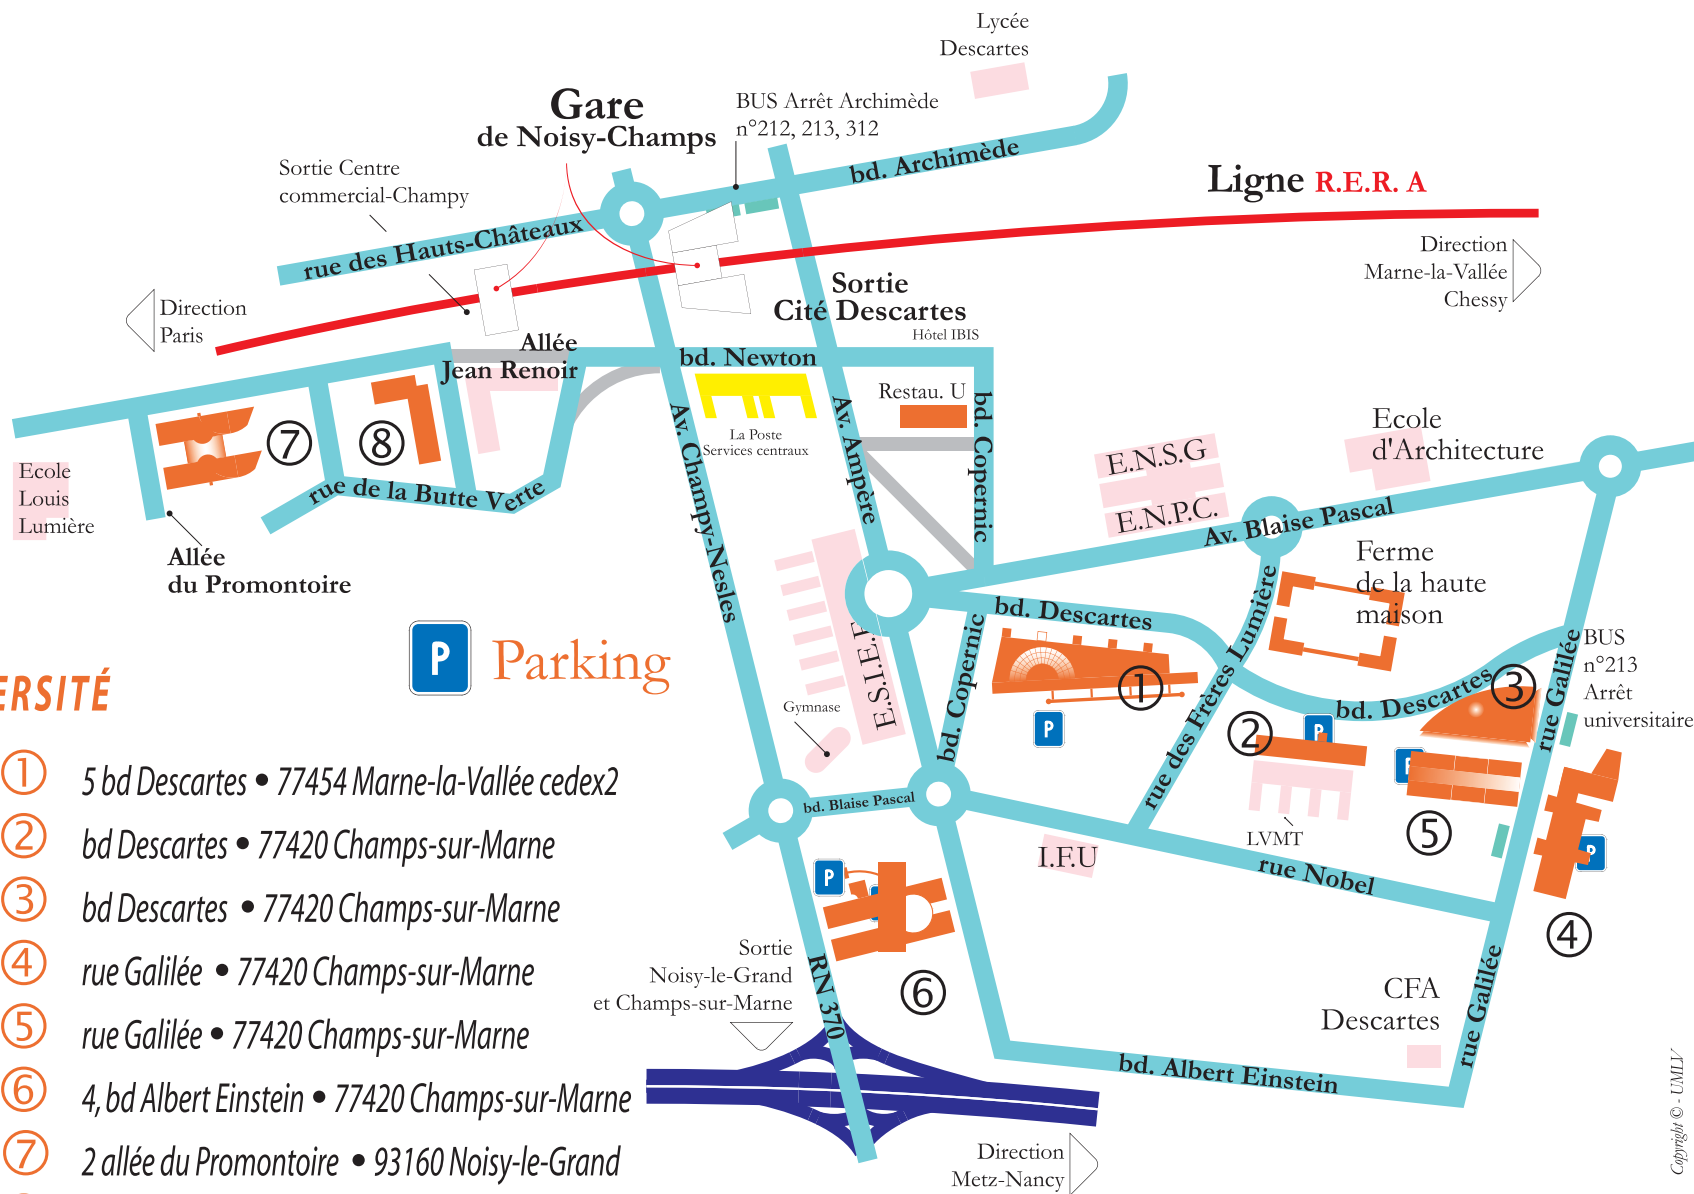 Lycée
Descartes
Gare
de Noisy-Champs
BUS Arrêt Archimède
n°212, 213, 312
bd. Archimède
Sortie Centre
commercial-Champy
Ligne R.E.R. A
rue des Hauts-Châteaux
Direction
Marne-la-Vallée
Chessy
Direction
Paris
Sortie
Cité Descartes
Hôtel IBIS
Allée
Jean Renoir
bd. Newton
Restau. U
La Poste
Services centraux
Av. Champy-Nesles
Av. Ampère
bd. Copernic
Ecole
d'Architecture
E.N.S.G
E.N.P.C.
Av. Blaise Pascal
7
8
rue de la Butte Verte
Ecole
Louis
Lumière
Allée
du Promontoire
Ferme
de la haute
maison
P
Parking
bd. Descartes
rue des Frères Lumière
E.S.I.E.E
bd. Copernic
Gymnase
1
P
2
P
bd. Descartes
3
rue Galilée
BUS
n°213
Arrêt
universitaire
P
5
P
4
LVMT
bd. Blaise Pascal
I.F.U
rue Nobel
P
6
RN 370
Sortie
Noisy-le-Grand
et Champs-sur-Marne
CFA
Descartes
rue Galilée
bd. Albert Einstein
Direction
Metz-Nancy
Copyright © - UMLV
ERSITÉ
1 5 bd Descartes • 77454 Marne-la-Vallée cedex2
2 bd Descartes • 77420 Champs-sur-Marne
3 bd Descartes • 77420 Champs-sur-Marne
4 rue Galilée • 77420 Champs-sur-Marne
5 rue Galilée • 77420 Champs-sur-Marne
6 4, bd Albert Einstein • 77420 Champs-sur-Marne
7 2 allée du Promontoire • 93160 Noisy-le-Grand